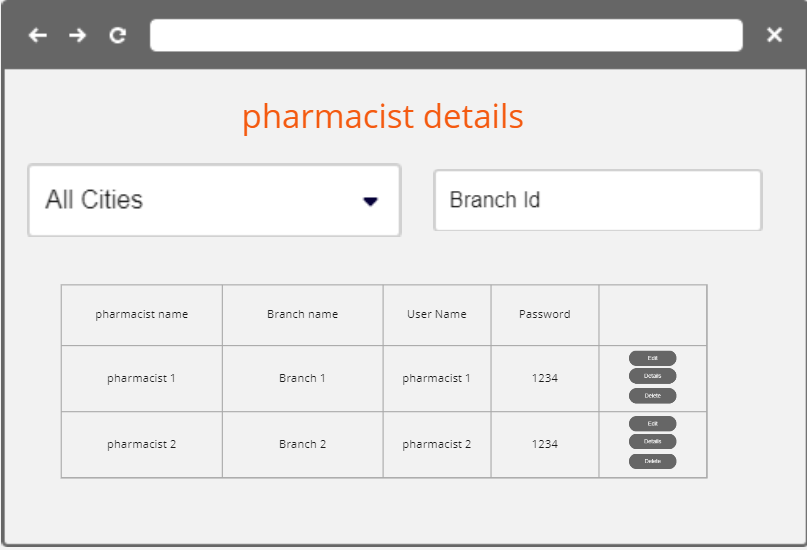 pharmacist details
All Cities
Branch Id
pharmacist name Branch name User Name Password
pharmacist 1 Branch 1 pharmacist 1 1234
Edit
Details
Delete
pharmacist 2 Branch 2 pharmacist 2 1234
Edit
Details
Delete